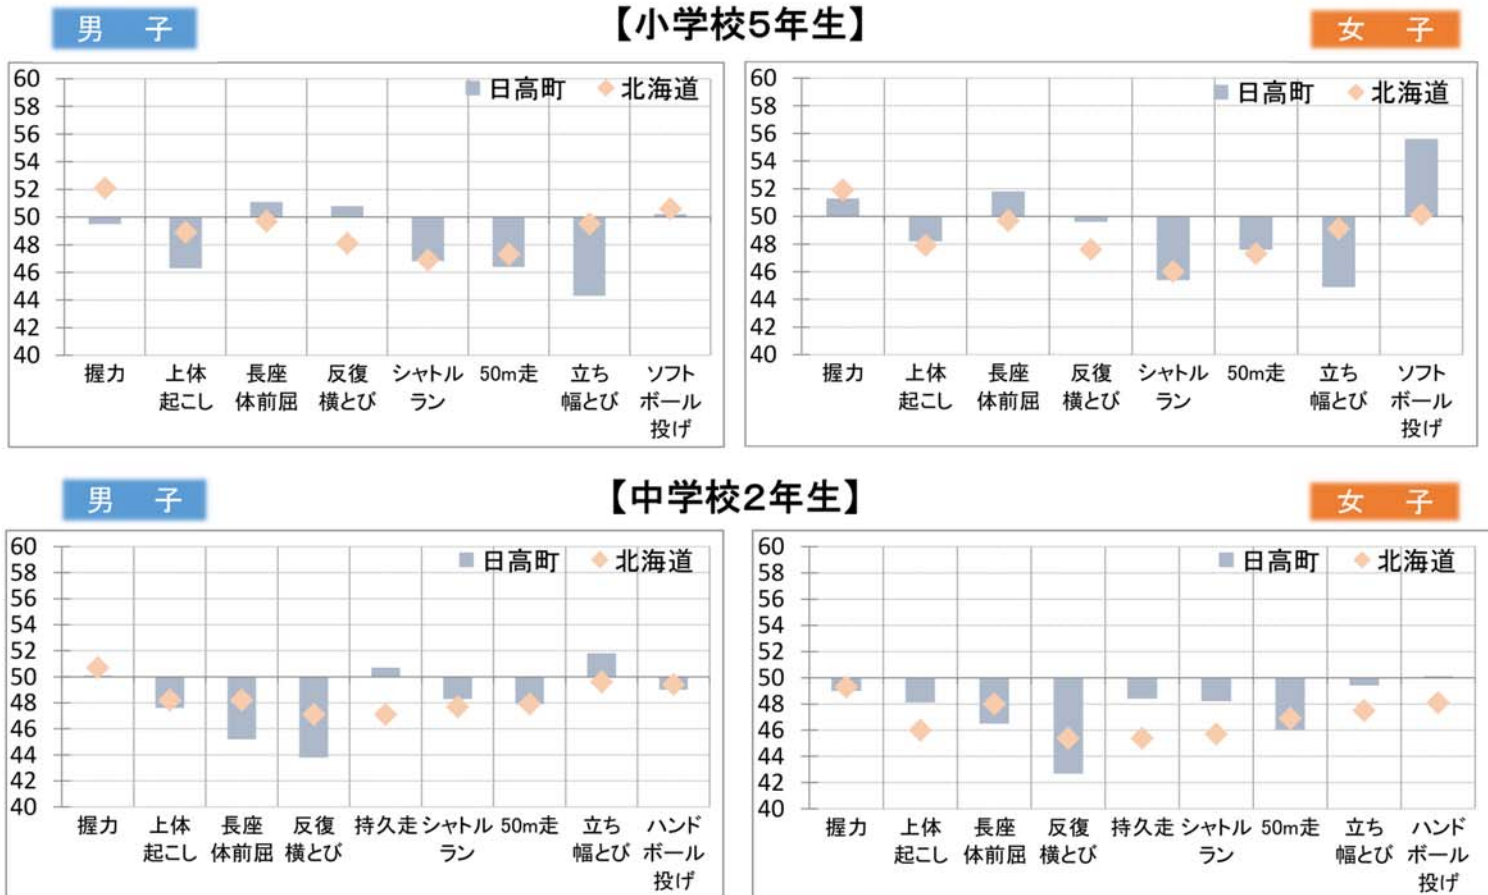 【小学校5年生】
男 子
女 子
日高町 北海道
60
58
56
54
52
50
48
46
44
42
40
握力 上体 長座 反復 シャトル 50m走 立ち ソフト
起こし 体前屈 横とび ラン 幅とび ボール
投げ
日高町 北海道
60
58
56
54
52
50
48
46
44
42
40
握力 上体 長座 反復 シャトル 50m走 立ち ソフト
起こし 体前屈 横とび ラン 幅とび ボール
投げ
【中学校2年生】
男 子
女 子
日高町 北海道
60
58
56
54
52
50
48
46
44
42
40
握力 上体 長座 反復 持久走 シャトル 50m走 立ち ハンド
起こし 体前屈 横とび ラン 幅とび ボール
投げ
日高町 北海道
60
58
56
54
52
50
48
46
44
42
40
握力 上体 長座 反復 持久走 シャトル 50m走 立ち ハンド
起こし 体前屈 横とび ラン 幅とび ボール
投げ